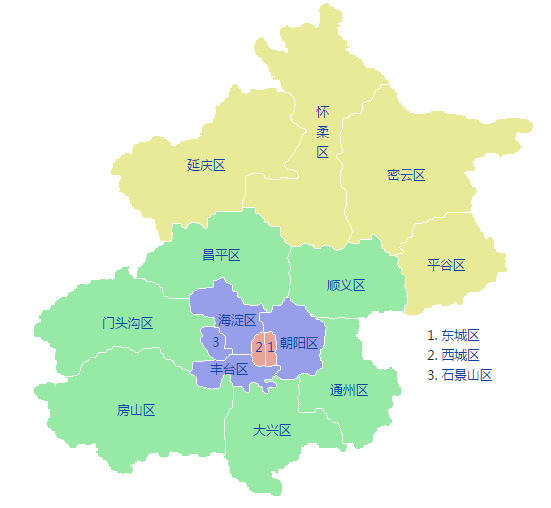 怀
柔
区
延庆区
密云区
昌平区
平谷区
顺义区
门头沟区
海淀区
3
2
1
朝阳区
丰台区
通州区
房山区
大兴区
1. 东城区
2. 西城区
3. 石景山区